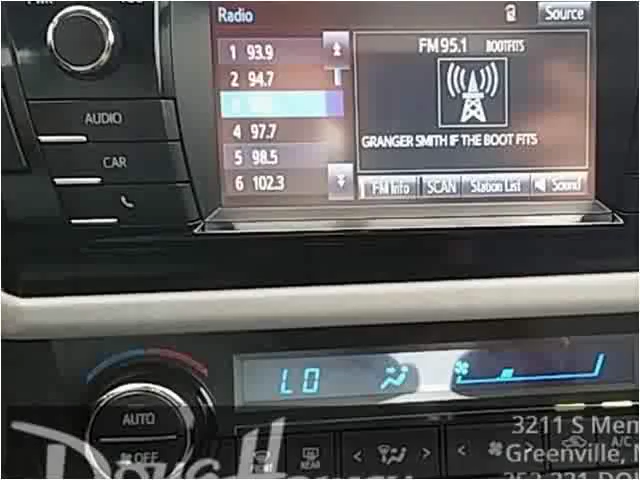 Radio
Source
1 93.9
2 94.7
4 97.7
5 98.5
6 102.3
FM 95.1 BOOTFITS
GRANGER SMITH IF THE BOOT FITS
FM Info SCAN Station List Sound
AUDIO
CAR
LO
AUTO
OFF
FRONT
REAR
A/C
3211 S Mem
Greenville, N